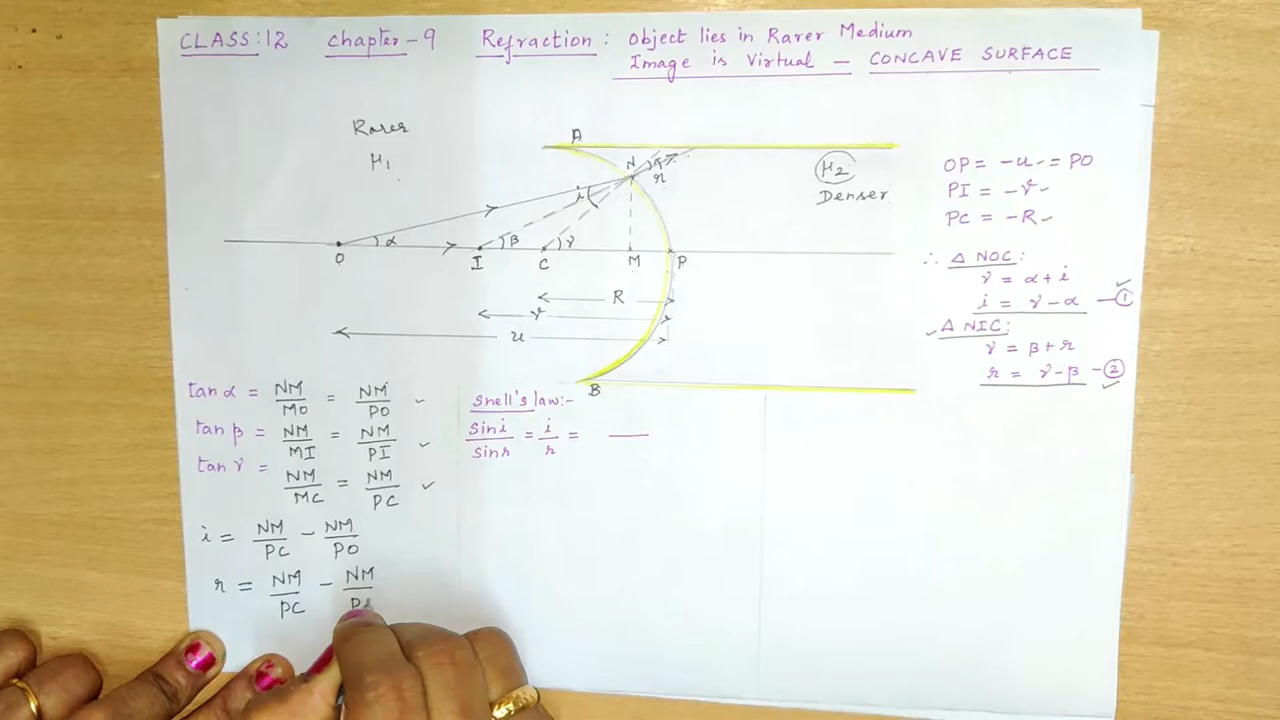 CLASS:12 Chapter-9 Refraction: Object lies in Rarer Medium
Image is Virtual — CONCAVE SURFACE
Rarer
μ₁
A
N
r
i
μ₂
Denser
α
β
γ
O I C M P
R
v
u
B
OP = -u = PO
PI = -v
PC = -R
∴ Δ NOC:
γ = α + i
i = γ - α —①
Δ NIC:
γ = β + r
r = γ - β —②
tan α = NM/MO = NM/PO
tan β = NM/MI = NM/PI
tan γ = NM/MC = NM/PC
i = NM/PC - NM/PO
r = NM/PC - NM/
Snell's law:-
sin i/sin r = i/r = —